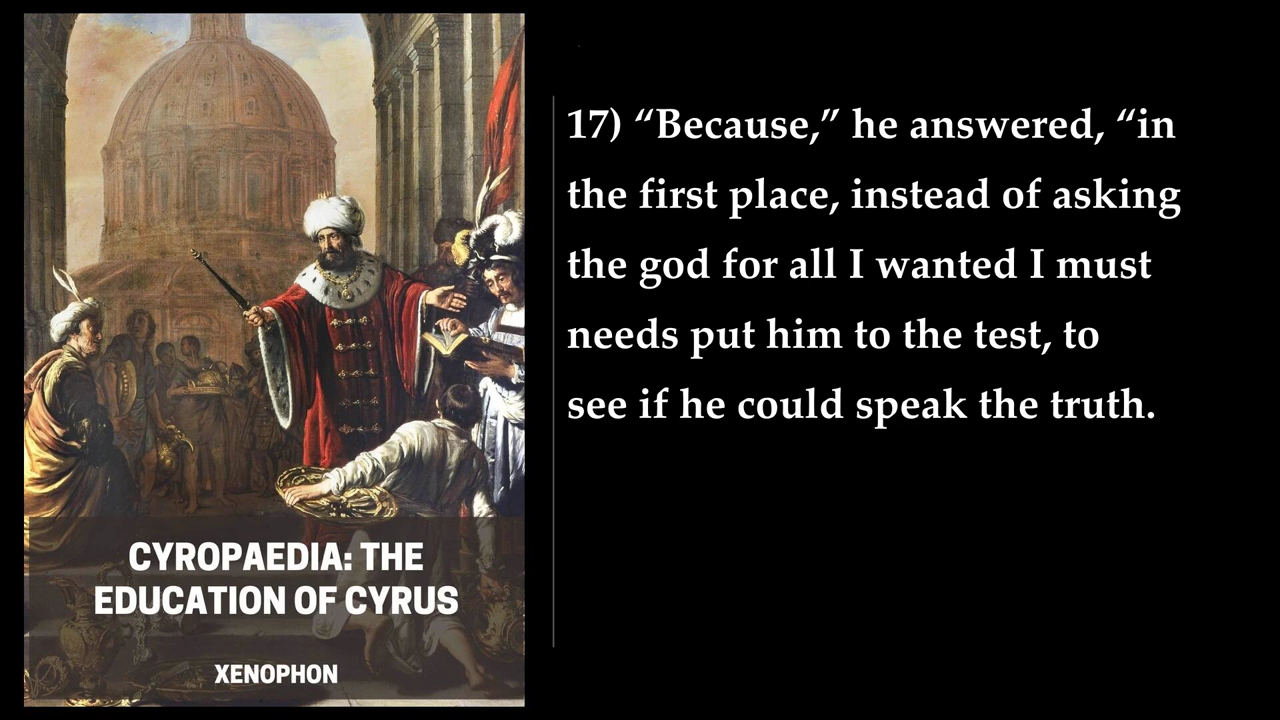 17) “Because,” he answered, “in
the first place, instead of asking
the god for all I wanted I must
needs put him to the test, to
see if he could speak the truth.
CYROPAEDIA: THE
EDUCATION OF CYRUS
XENOPHON